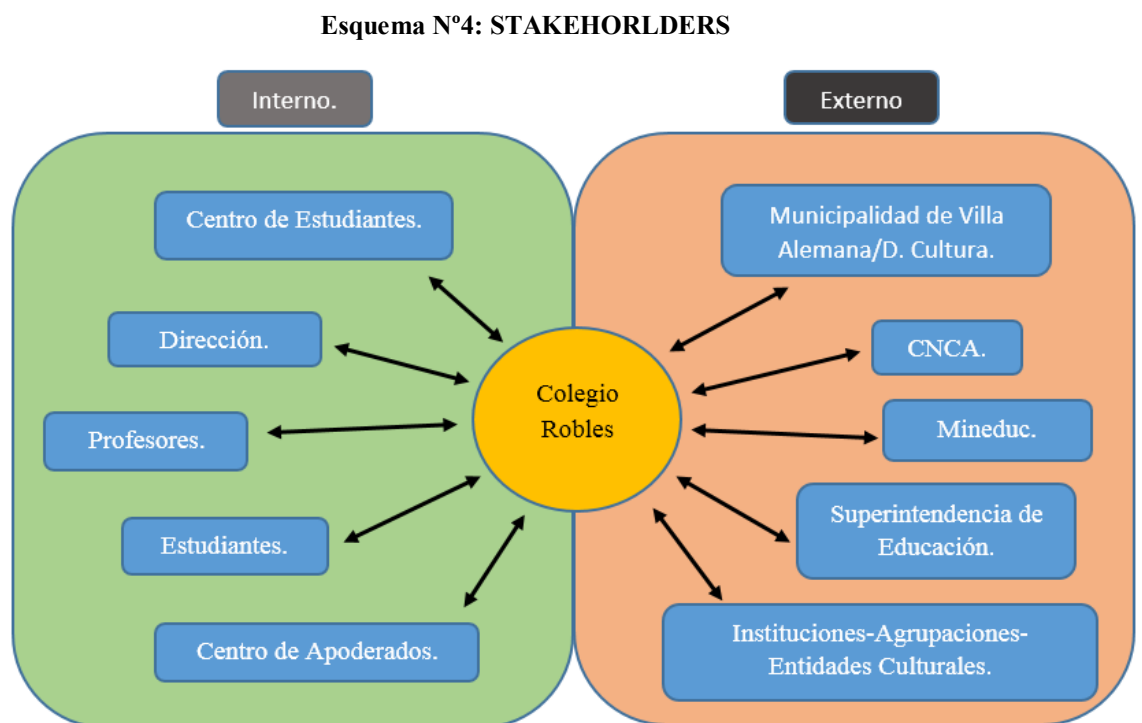 Esquema Nº4: STAKEHORLDERS
Interno.
Externo
Centro de Estudiantes.
Dirección.
Profesores.
Estudiantes.
Centro de Apoderados.
Colegio
Robles
Municipalidad de Villa
Alemana/D. Cultura.
CNCA.
Mineduc.
Superintendencia de
Educación.
Instituciones-Agrupaciones-
Entidades Culturales.